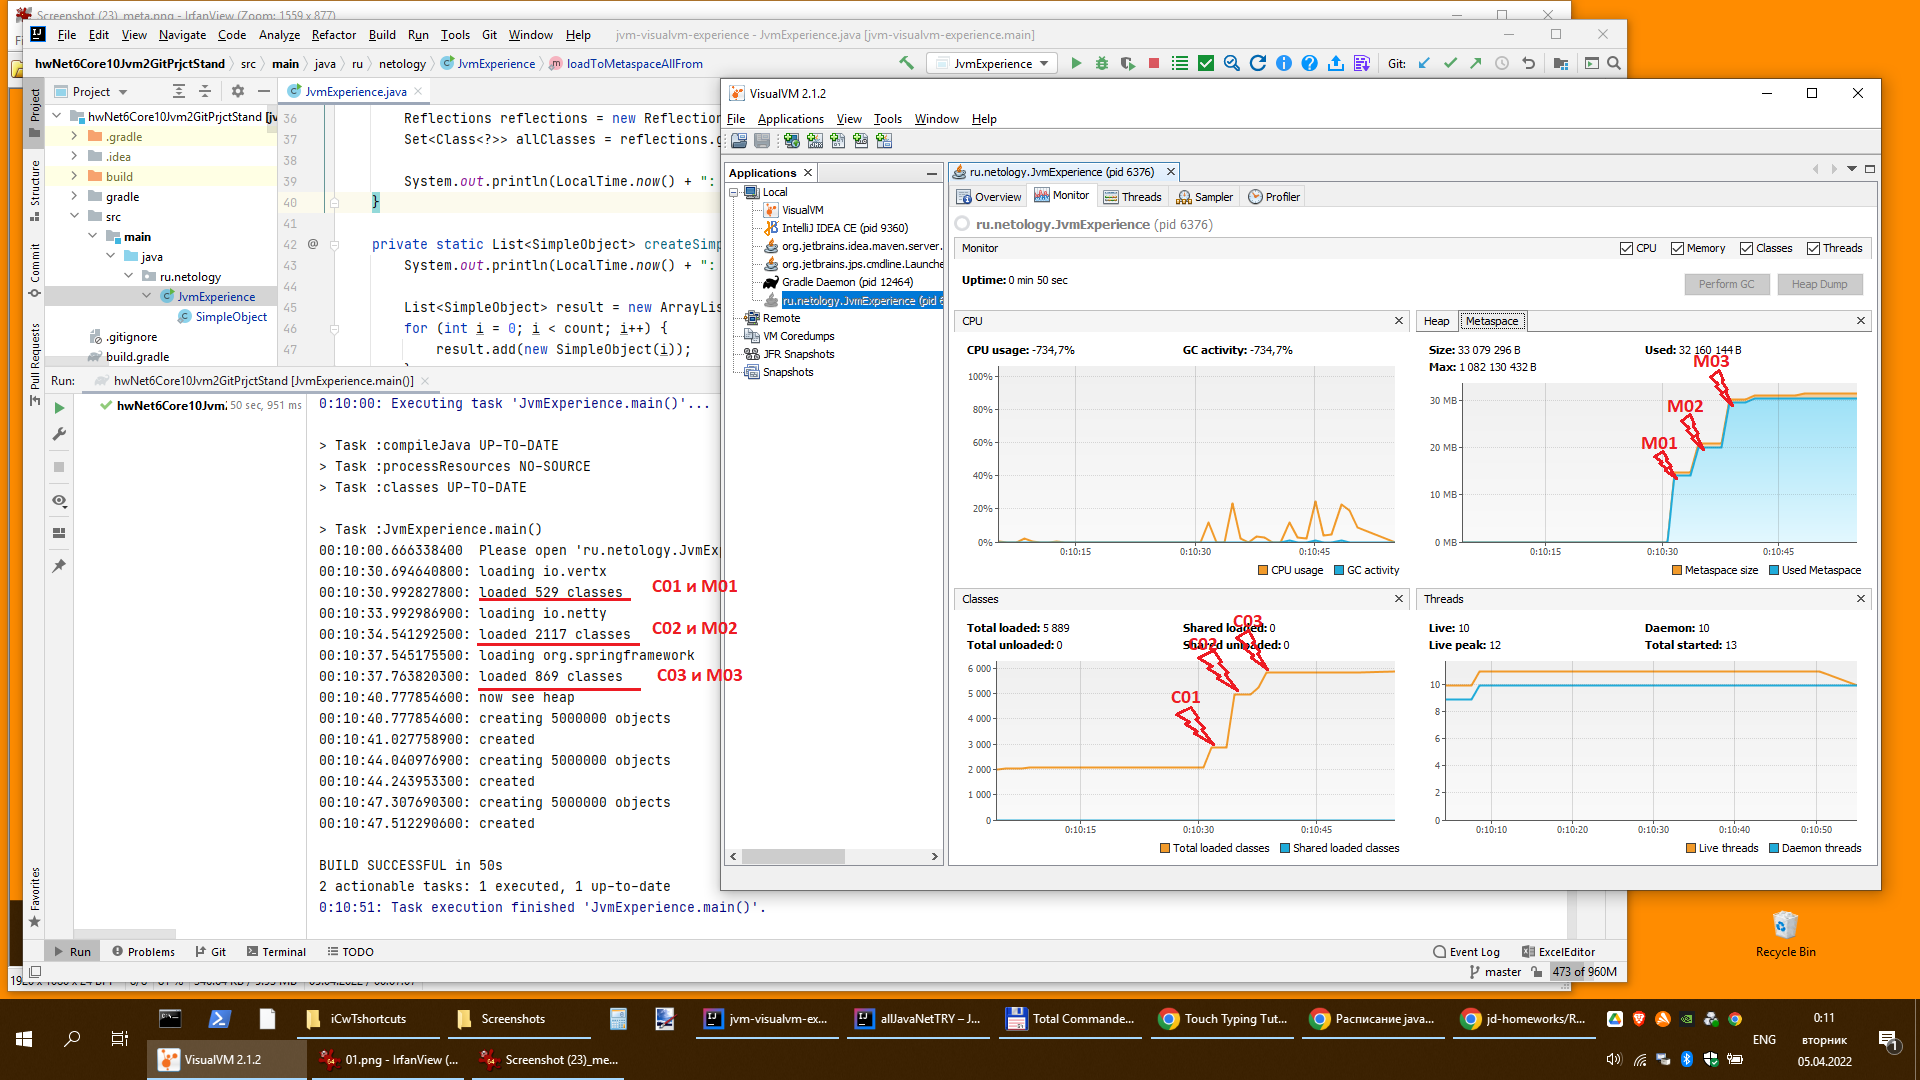 Screenshot (23)_meta.png - IrfanView (Zoom: 1559 x 877)
File Edit View Navigate Code Analyze Refactor Build Run Tools Git Window Help jvm-visualvm-experience - JvmExperience.java [jvm-visualvm-experience.main]
hwNet6Core10Jvm2GitPrjctStand src main java ru netology JvmExperience loadToMetaspaceAllFrom
JvmExperience
Git:
Project
JvmExperience.java
Project
Structure
Commit
Pull Requests
Favorites
hwNet6Core10Jvm2GitPrjctStand [jv
.gradle
.idea
build
gradle
src
main
java
ru.netology
JvmExperience
SimpleObject
.gitignore
build.gradle
36 Reflections reflections = new Reflection
37 Set<Class<?>> allClasses = reflections.g
38
39 System.out.println(LocalTime.now() + ":
40 }
41
42 @ private static List<SimpleObject> createSimp
43 System.out.println(LocalTime.now() + ":
44
45 List<SimpleObject> result = new ArrayLis
46 for (int i = 0; i < count; i++) {
47 result.add(new SimpleObject(i));
Run: hwNet6Core10Jvm2GitPrjctStand [JvmExperience.main()]
hwNet6Core10Jvm: 50 sec, 951 ms
0:10:00: Executing task 'JvmExperience.main()'...
> Task :compileJava UP-TO-DATE
> Task :processResources NO-SOURCE
> Task :classes UP-TO-DATE
> Task :JvmExperience.main()
00:10:00.666338400 Please open 'ru.netology.JvmExp
00:10:30.694640800: loading io.vertx
00:10:30.992827800: loaded 529 classes
C01 и M01
00:10:33.992986900: loading io.netty
00:10:34.541292500: loaded 2117 classes
C02 и M02
00:10:37.545175500: loading org.springframework
00:10:37.763820300: loaded 869 classes
C03 и M03
00:10:40.777854600: now see heap
00:10:40.777854600: creating 5000000 objects
00:10:41.027758900: created
00:10:44.040976900: creating 5000000 objects
00:10:44.243953300: created
00:10:47.307690300: creating 5000000 objects
00:10:47.512290600: created
BUILD SUCCESSFUL in 50s
2 actionable tasks: 1 executed, 1 up-to-date
0:10:51: Task execution finished 'JvmExperience.main()'.
Run Problems Git Terminal TODO
Event Log ExcelEditor
master 473 of 960M
VisualVM 2.1.2
File Applications View Tools Window Help
Applications
Local
VisualVM
IntelliJ IDEA CE (pid 9360)
org.jetbrains.idea.maven.server.
org.jetbrains.jps.cmdline.Launche
Gradle Daemon (pid 12464)
ru.netology.JvmExperience (pid 6
Remote
VM Coredumps
JFR Snapshots
Snapshots
ru.netology.JvmExperience (pid 6376)
Overview Monitor Threads Sampler Profiler
ru.netology.JvmExperience (pid 6376)
Monitor
CPU Memory Classes Threads
Uptime: 0 min 50 sec
Perform GC Heap Dump
CPU
CPU usage: -734,7% GC activity: -734,7%
100%
80%
60%
40%
20%
0%
0:10:15 0:10:30 0:10:45
CPU usage GC activity
Heap Metaspace
Size: 33 079 296 B Used: 32 160 144 B
Max: 1 082 130 432 B
M03
M02
M01
30 MB
20 MB
10 MB
0 MB
0:10:15 0:10:30 0:10:45
Metaspace size Used Metaspace
Classes
Total loaded: 5 889 Shared loaded: 0
Total unloaded: 0 Shared unloaded: 0
C03
C02
C01
6 000
5 000
4 000
3 000
2 000
1 000
0
0:10:15 0:10:30 0:10:45
Total loaded classes Shared loaded classes
Threads
Live: 10 Daemon: 10
Live peak: 12 Total started: 13
10
8
6
4
2
0
0:10:10 0:10:20 0:10:30 0:10:40 0:10:50
Live threads Daemon threads
Recycle Bin
iCwTshortcuts Screenshots jvm-visualvm-ex... allJavaNetTRY – J... Total Commande... Touch Typing Tut... Расписание java... jd-homeworks/R...
VisualVM 2.1.2 01.png - IrfanView (... Screenshot (23)_me...
ENG
0:11
вторник
05.04.2022
1